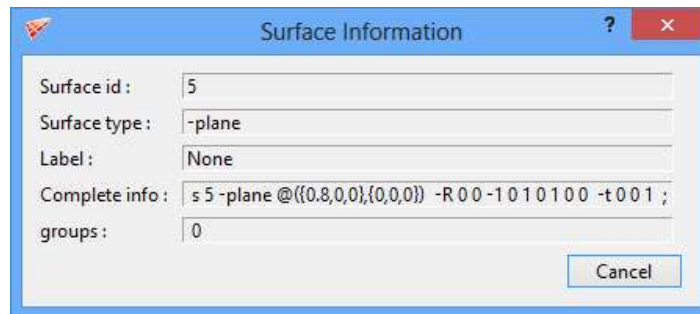 Surface Information ? ×
Surface id : 5
Surface type : -plane
Label : None
Complete info : s 5 -plane @({0.8,0,0},{0,0,0}) -R 0 0 -1 0 1 0 1 0 0 -t 0 0 1 ;
groups : 0
Cancel